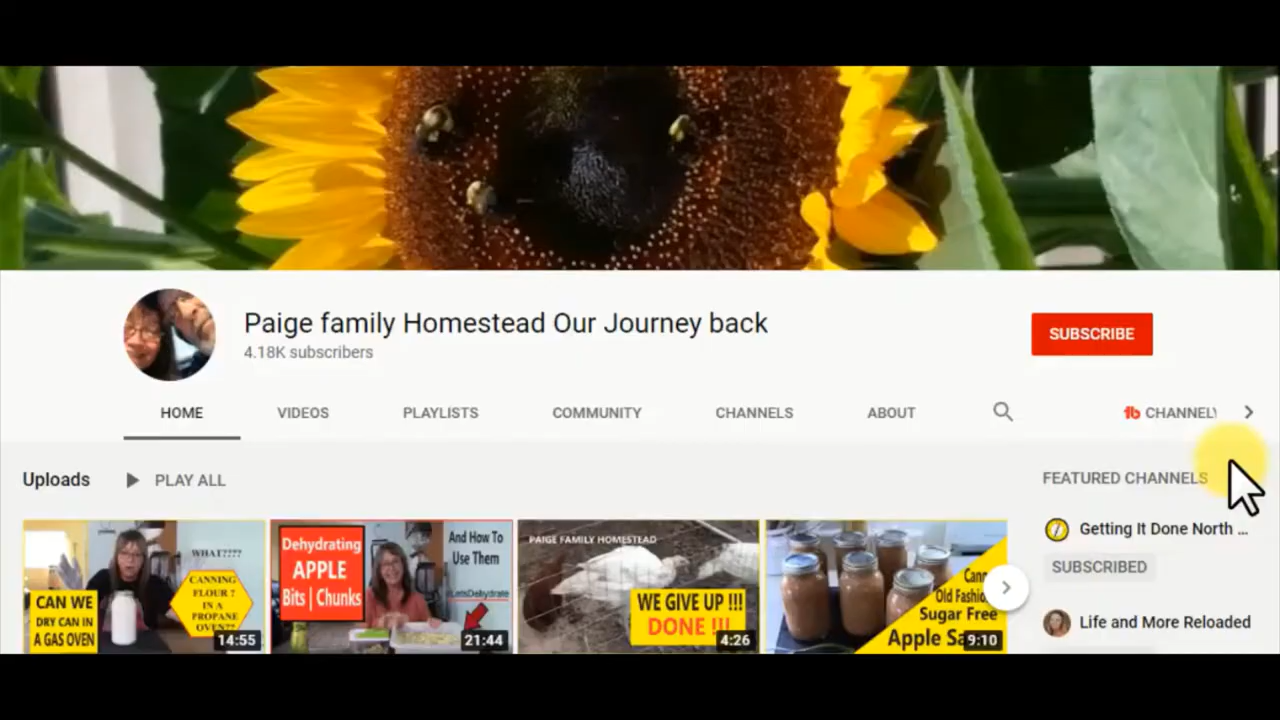 Paige family Homestead Our Journey back
4.18K subscribers
SUBSCRIBE
HOME
VIDEOS
PLAYLISTS
COMMUNITY
CHANNELS
ABOUT
CHANNEL
Uploads
PLAY ALL
FEATURED CHANNELS
Getting It Done North ...
SUBSCRIBED
Life and More Reloaded
WHAT????
CANNING
FLOUR ?
IN A
PROPANE
OVEN??
CAN WE
DRY CAN IN
A GAS OVEN
14:55
Dehydrating
APPLE
Bits | Chunks
And How To
Use Them
#LetsDehydrate
21:44
PAIGE FAMILY HOMESTEAD
WE GIVE UP !!!
DONE !!!
4:26
Old Fashio
Sugar Free
Apple Sa
9:10